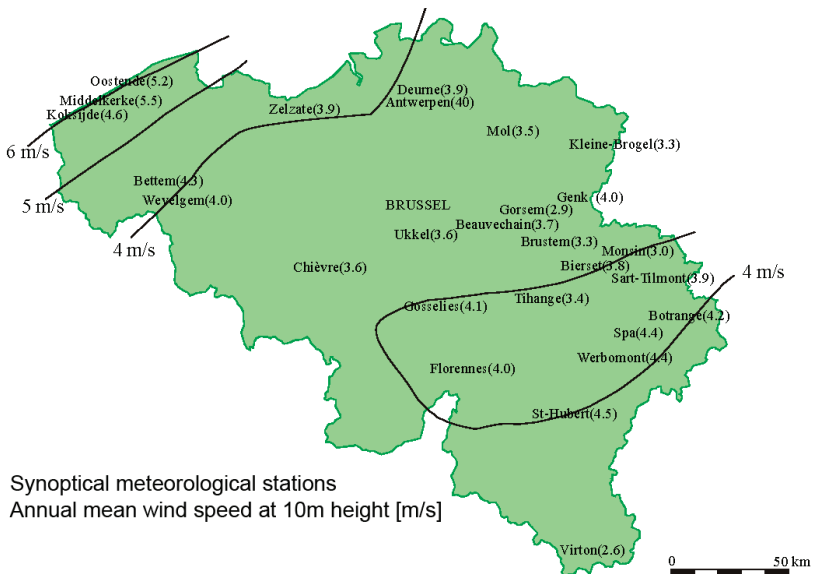 Oostende(5.2)
Middelkerke(5.5)
Koksijde(4.6)
6 m/s
5 m/s
Bettem(4.3)
Wevelgem(4.0)
4 m/s
Zelzate(3.9)
Deurne(3.9)
Antwerpen(40)
Mol(3.5)
Kleine-Brogel(3.3)
BRUSSEL
Genk (4.0)
Gorsem(2.9)
Beauvechain(3.7)
Ukkel(3.6)
Brustem(3.3)
Monsin(3.0)
Chièvre(3.6)
Bierset(3.8)
Sart-Tilmont(3.9)
4 m/s
Tihange(3.4)
Gosselies(4.1)
Botrange(4.2)
Spa(4.4)
Werbomont(4.4)
Florennes(4.0)
St-Hubert(4.5)
Virton(2.6)
Synoptical meteorological stations
Annual mean wind speed at 10m height [m/s]
0 50 km